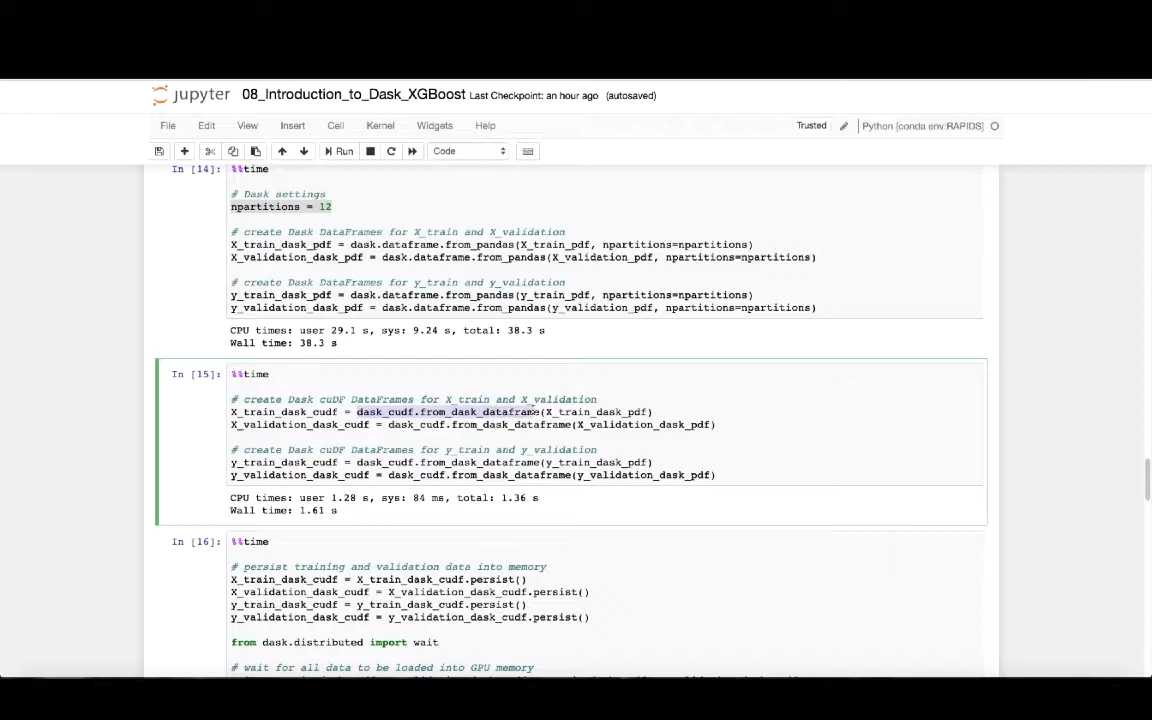 jupyter 08_Introduction_to_Dask_XGBoost Last Checkpoint: an hour ago (autosaved)
File Edit View Insert Cell Kernel Widgets Help Trusted Python [conda env:RAPIDS]
Run Code
In [14]: %%time
# Dask settings
npartitions = 12
# create Dask DataFrames for X_train and X_validation
X_train_dask_pdf = dask.dataframe.from_pandas(X_train_pdf, npartitions=npartitions)
X_validation_dask_pdf = dask.dataframe.from_pandas(X_validation_pdf, npartitions=npartitions)
# create Dask DataFrames for y_train and y_validation
y_train_dask_pdf = dask.dataframe.from_pandas(y_train_pdf, npartitions=npartitions)
y_validation_dask_pdf = dask.dataframe.from_pandas(y_validation_pdf, npartitions=npartitions)
CPU times: user 29.1 s, sys: 9.24 s, total: 38.3 s
Wall time: 38.3 s
In [15]: %%time
# create Dask cuDF DataFrames for X_train and X_validation
X_train_dask_cudf = dask_cudf.from_dask_dataframe(X_train_dask_pdf)
X_validation_dask_cudf = dask_cudf.from_dask_dataframe(X_validation_dask_pdf)
# create Dask cuDF DataFrames for y_train and y_validation
y_train_dask_cudf = dask_cudf.from_dask_dataframe(y_train_dask_pdf)
y_validation_dask_cudf = dask_cudf.from_dask_dataframe(y_validation_dask_pdf)
CPU times: user 1.28 s, sys: 84 ms, total: 1.36 s
Wall time: 1.61 s
In [16]: %%time
# persist training and validation data into memory
X_train_dask_cudf = X_train_dask_cudf.persist()
X_validation_dask_cudf = X_validation_dask_cudf.persist()
y_train_dask_cudf = y_train_dask_cudf.persist()
y_validation_dask_cudf = y_validation_dask_cudf.persist()
from dask.distributed import wait
# wait for all data to be loaded into GPU memory